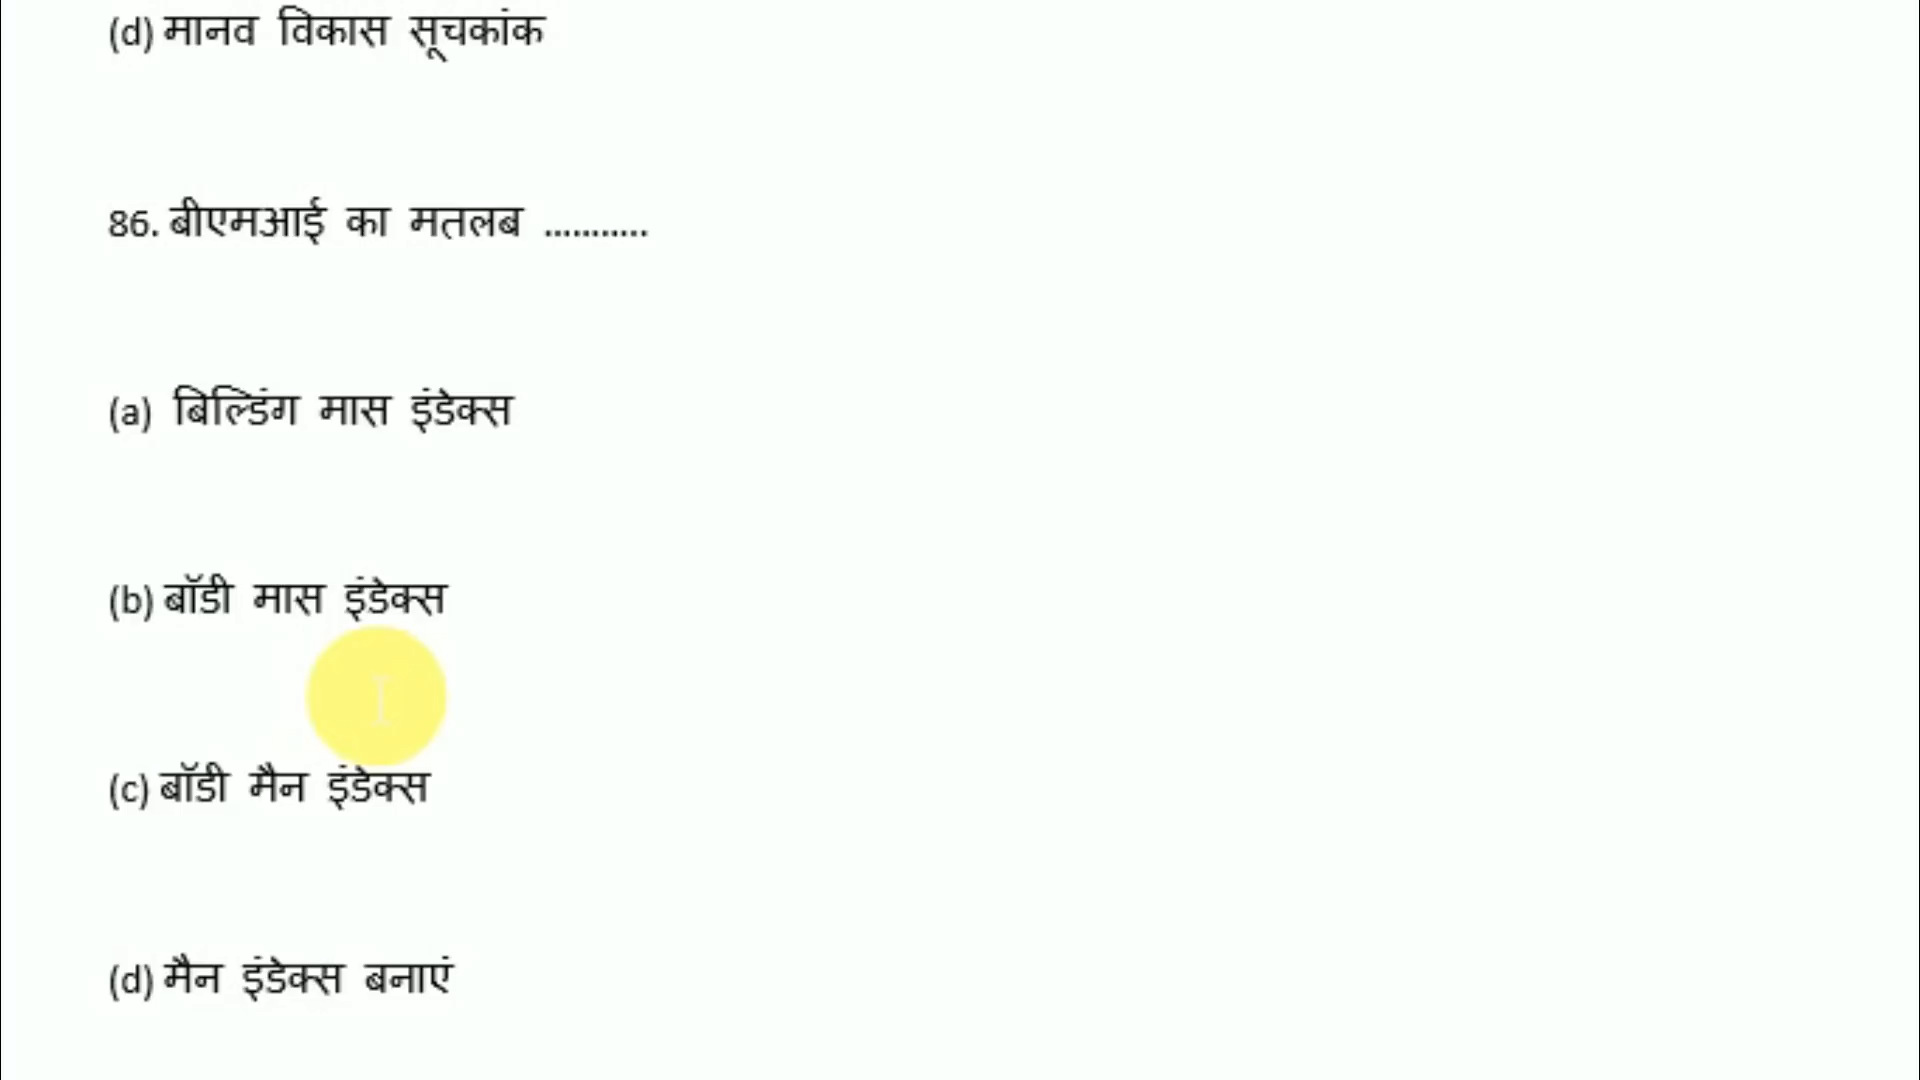 (d) मानव विकास सूचकांक
86. बीएमआई का मतलब ...........
(a) बिल्डिंग मास इंडेक्स
(b) बॉडी मास इंडेक्स
(c) बॉडी मैन इंडेक्स
(d) मैन इंडेक्स बनाएं